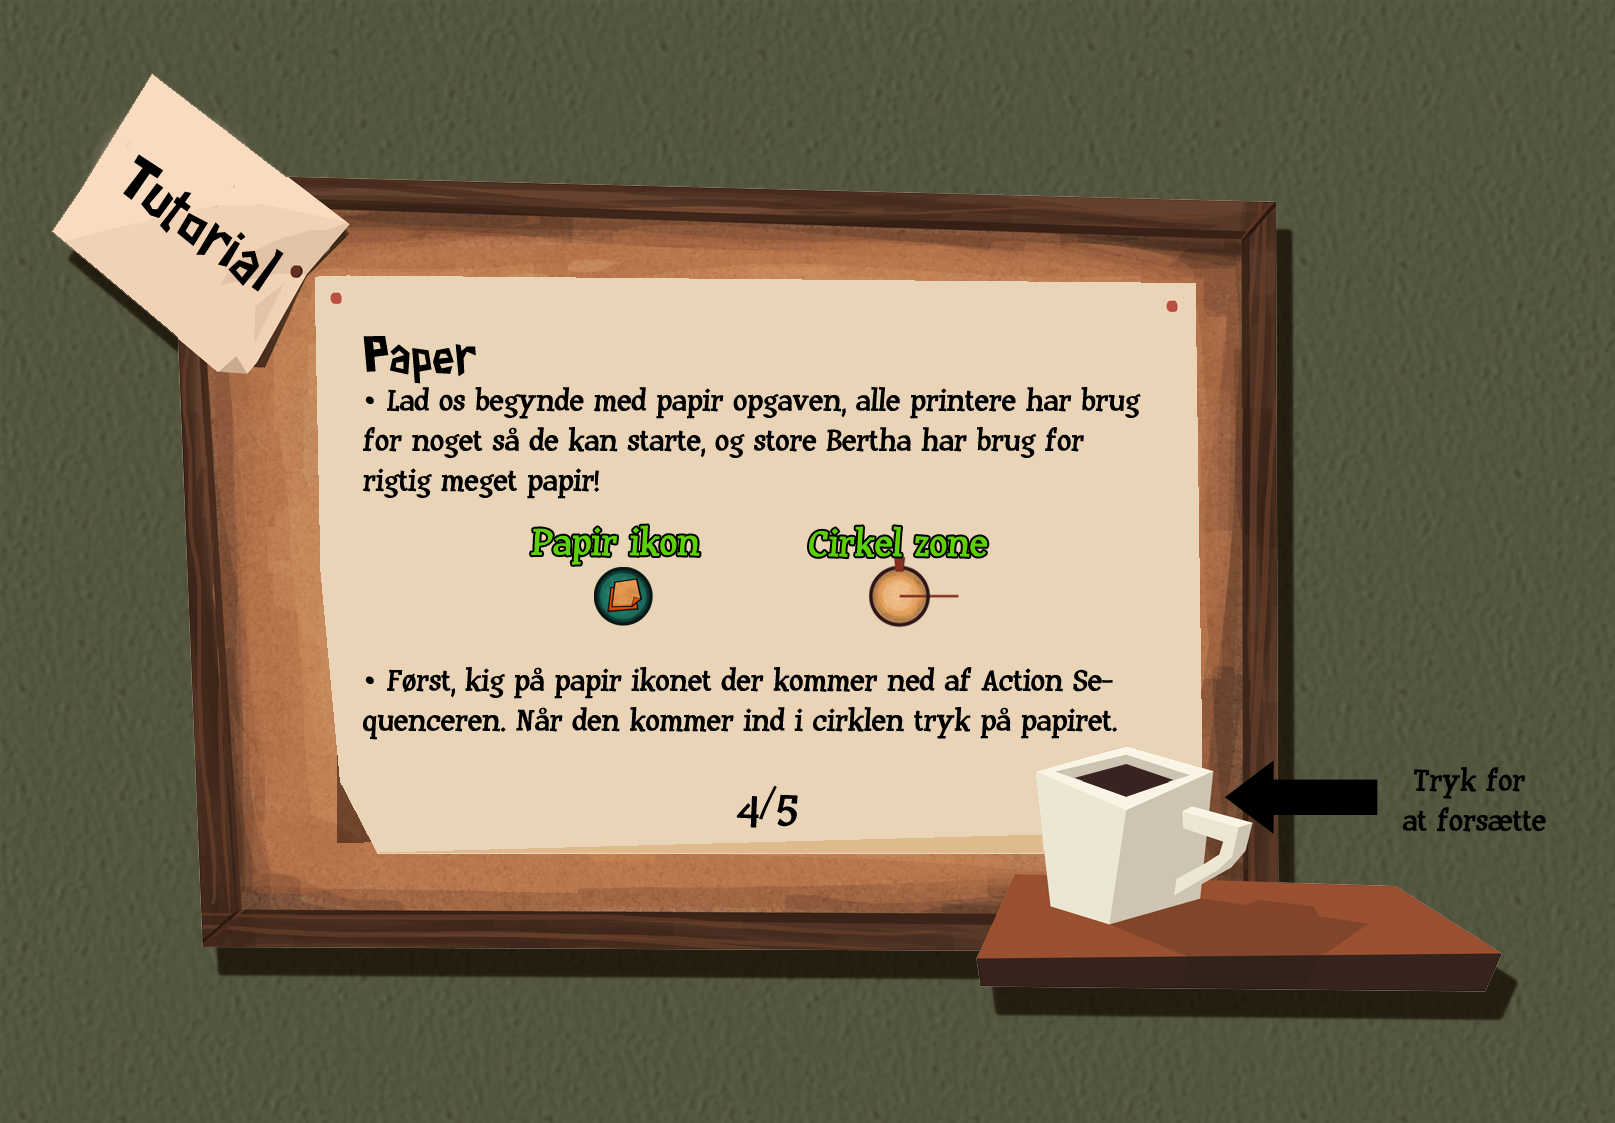 Tutorial
Paper
• Lad os begynde med papir opgaven, alle printere har brug
for noget så de kan starte, og store Bertha har brug for
rigtig meget papir!
Papir ikon
Cirkel zone
• Først, kig på papir ikonet der kommer ned af Action Se-
quenceren. Når den kommer ind i cirklen tryk på papiret.
4/5
Tryk for
at forsætte